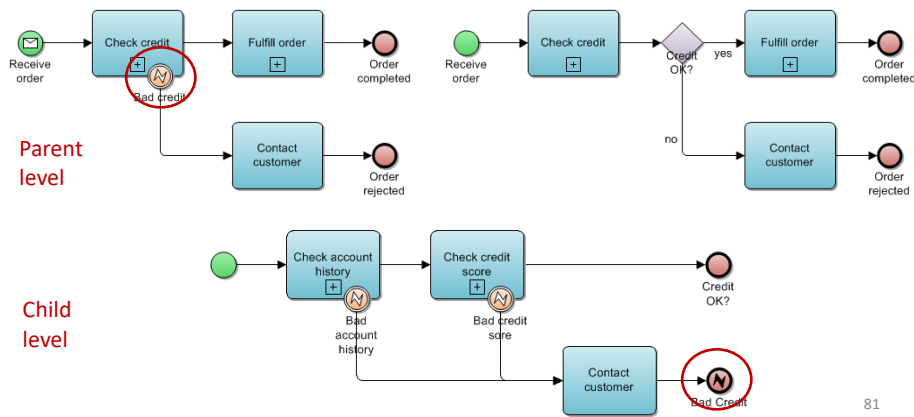 Check credit
Fulfill order
Receive
order
Bad credit
Order
completed
Contact
customer
Order
rejected
Parent
level
Check credit
Credit
OK?
yes
Fulfill order
Receive
order
Order
completed
no
Contact
customer
Order
rejected
Child
level
Check account
history
Check credit
score
Credit
OK?
Bad
account
history
Bad credit
sore
Contact
customer
Bad Credit
81